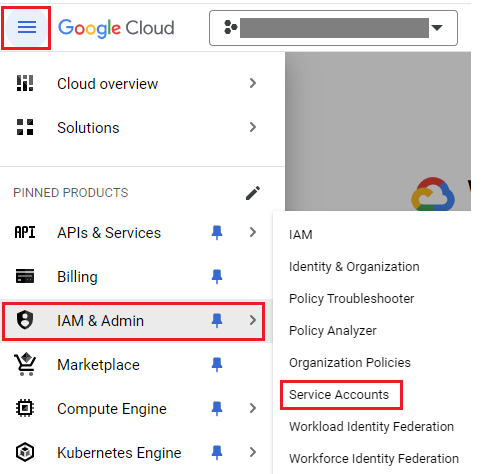 Google Cloud
Cloud overview
Solutions
PINNED PRODUCTS
API APIs & Services
Billing
IAM & Admin
Marketplace
Compute Engine
Kubernetes Engine
IAM
Identity & Organization
Policy Troubleshooter
Policy Analyzer
Organization Policies
Service Accounts
Workload Identity Federation
Workforce Identity Federation